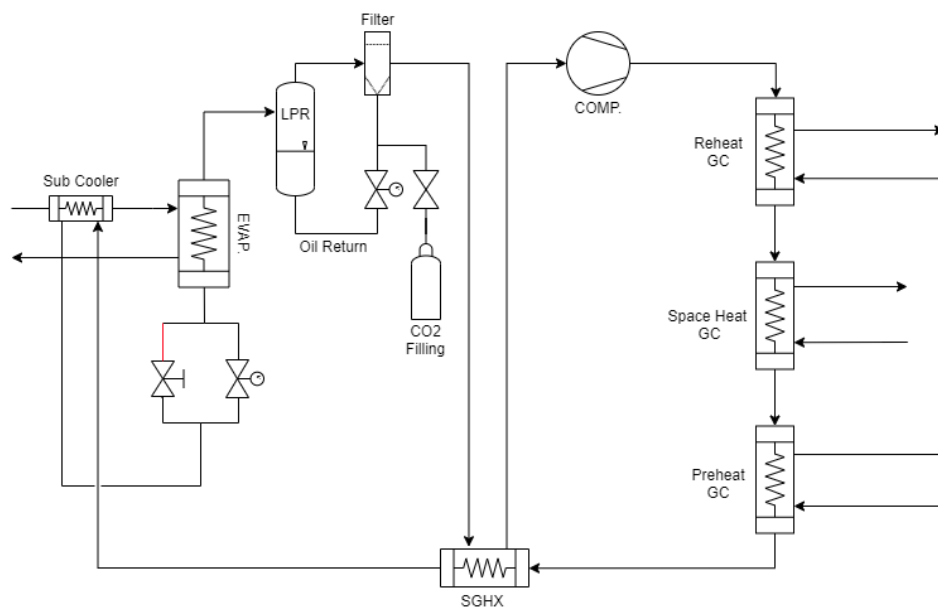 Filter
LPR
COMP.
Reheat
GC
Sub Cooler
EVAP.
Oil Return
CO2
Filling
Space Heat
GC
Preheat
GC
SGHX